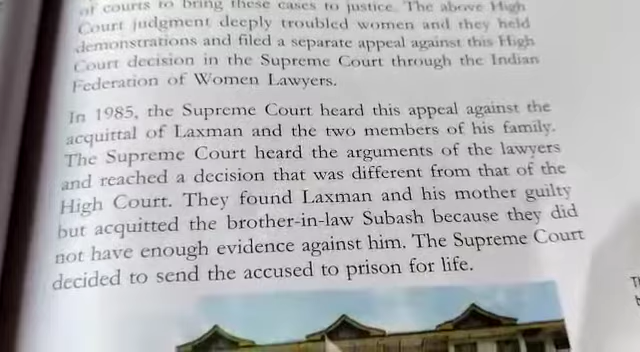 of courts to bring these cases to justice. The above High
Court judgment deeply troubled women and they held
demonstrations and filed a separate appeal against this High
Court decision in the Supreme Court through the Indian
Federation of Women Lawyers.
In 1985, the Supreme Court heard this appeal against the
acquittal of Laxman and the two members of his family.
The Supreme Court heard the arguments of the lawyers
and reached a decision that was different from that of the
High Court. They found Laxman and his mother guilty
but acquitted the brother-in-law Subash because they did
not have enough evidence against him. The Supreme Court
decided to send the accused to prison for life.